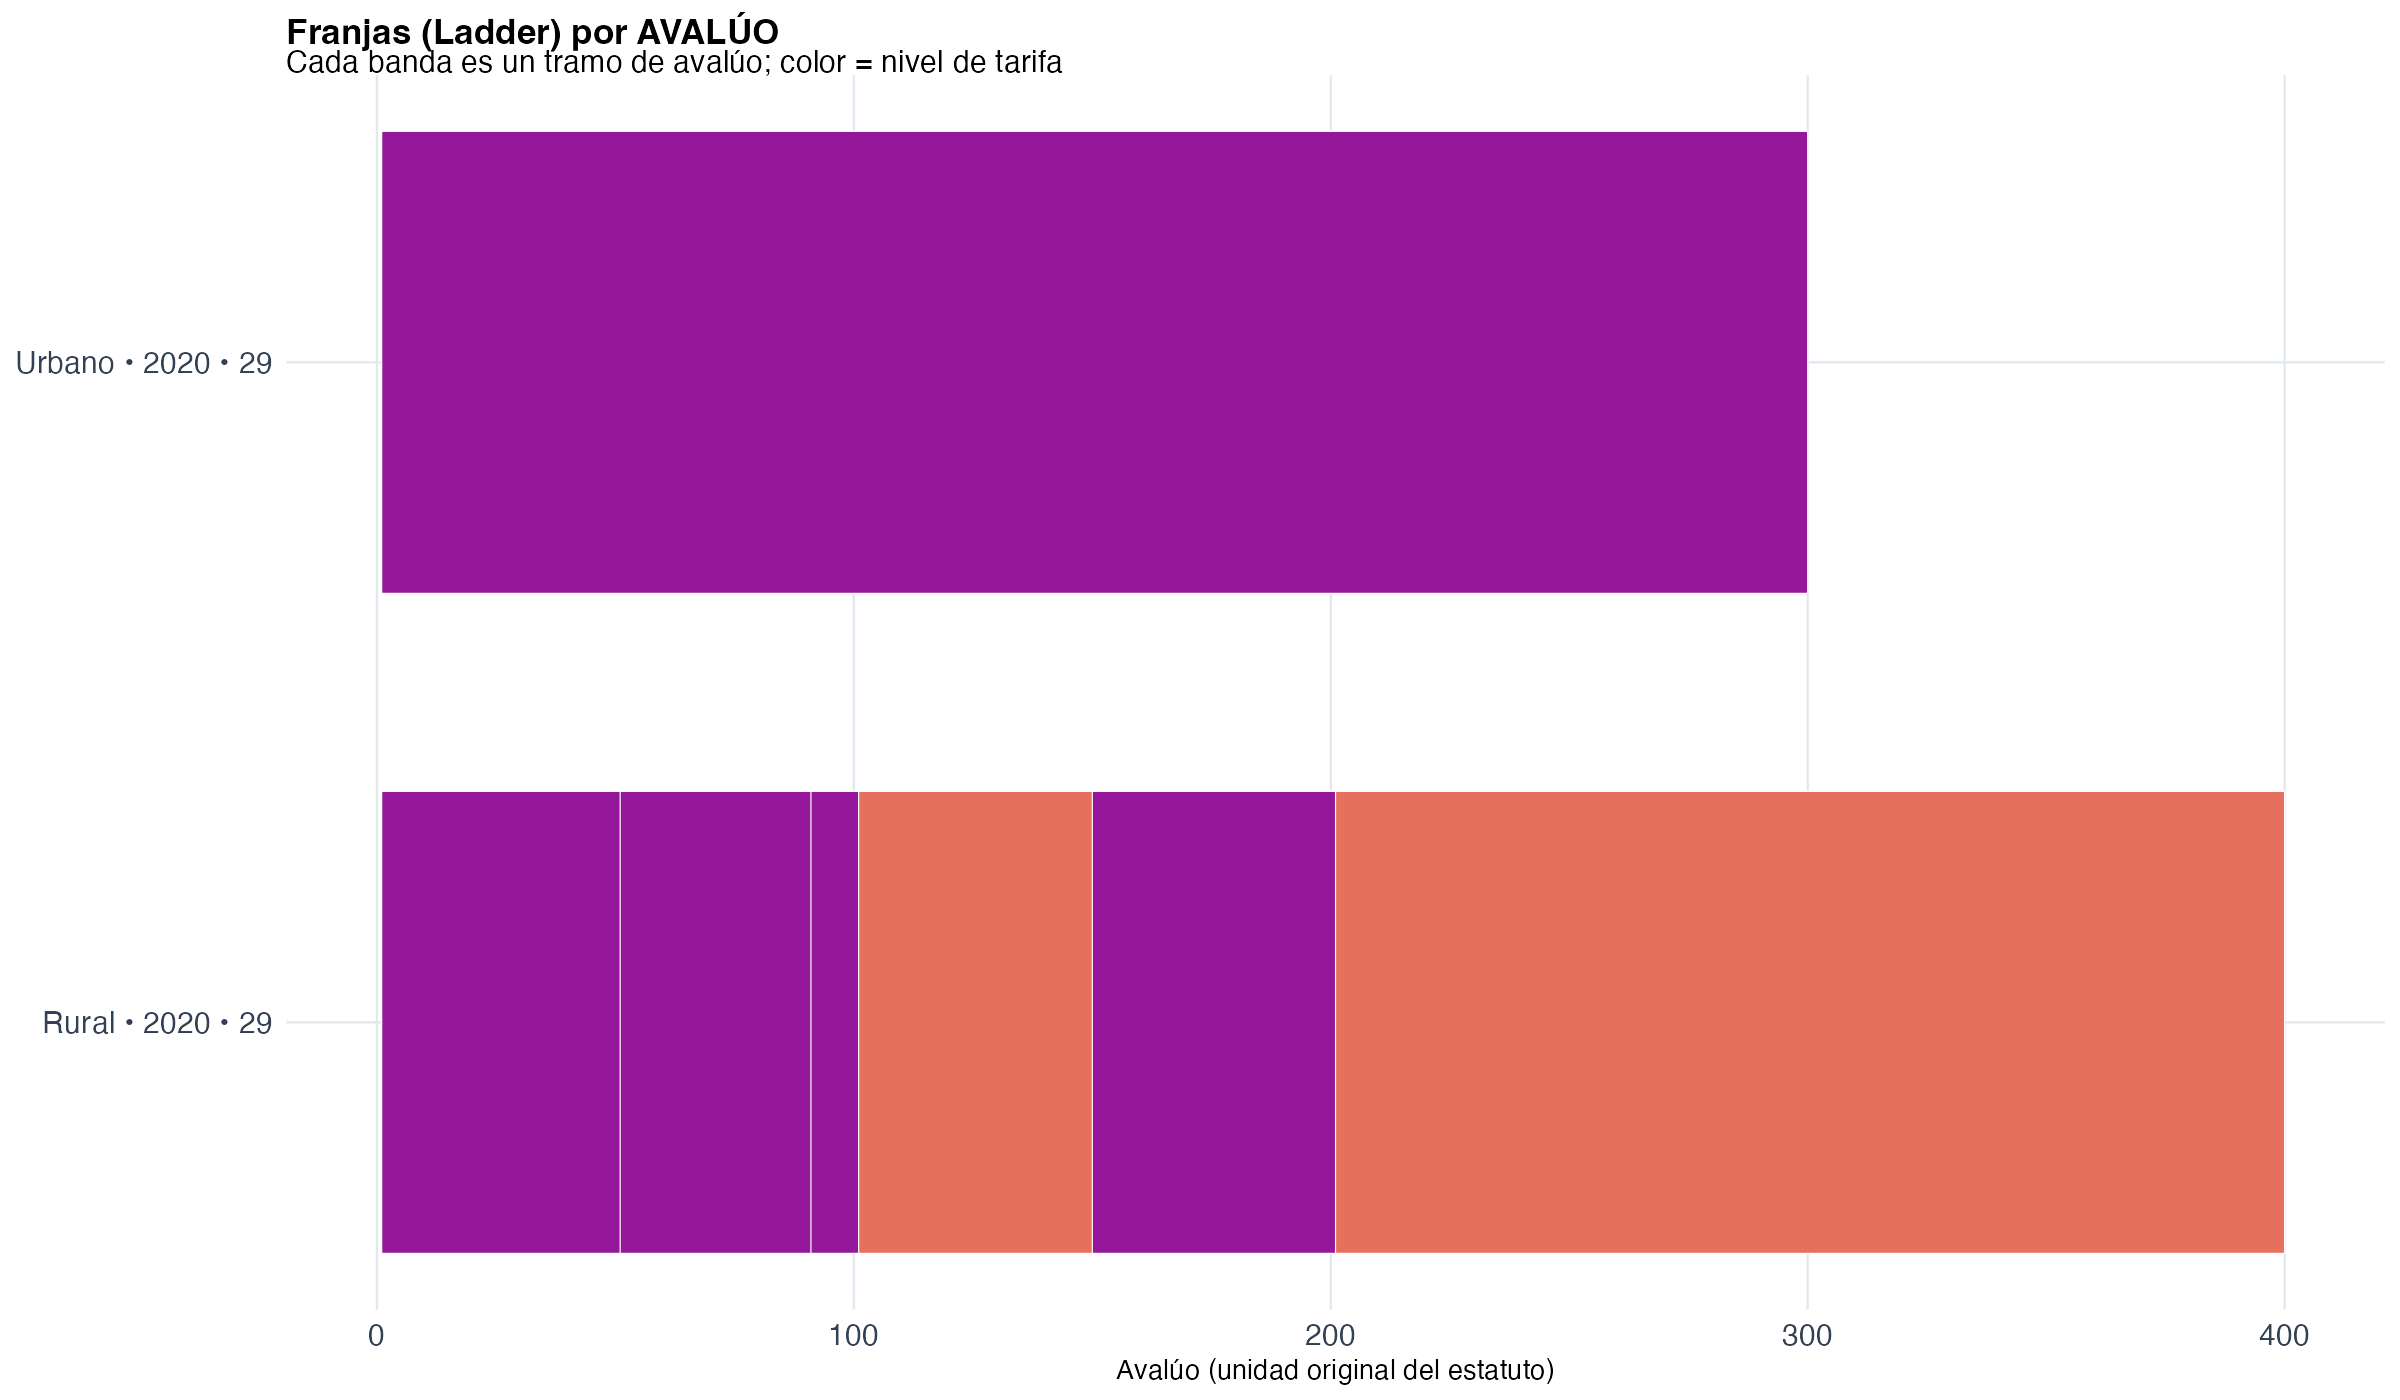 Franjas (Ladder) por AVALÚO
Cada banda es un tramo de avalúo; color = nivel de tarifa
Urbano • 2020 • 29
Rural • 2020 • 29
0 100 200 300 400
Avalúo (unidad original del estatuto)